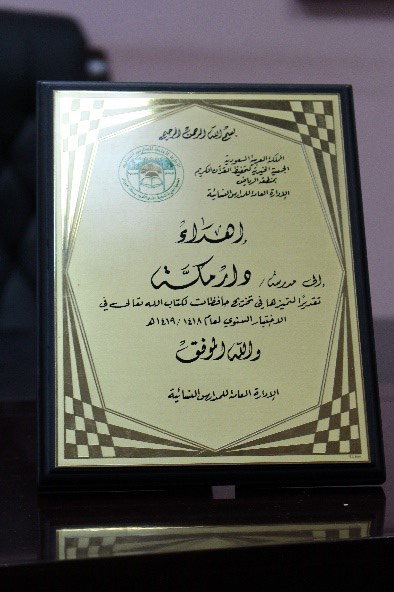 بسم الله الرحمن الرحيم
المملكة العربية السعودية
الجمعية الخيرية لتحفيظ القرآن الكريم
بمنطقة الرياض
الإدارة العامة للمدارس النسائية
إهداء
إلى مدرسة / دار مكة
تقديرًا لتميزها في تخريج حافظات لكتاب الله تعالى في
الاختبار السنوي لعام ١٤١٨ / ١٤١٩هـ
والله الموفق
الإدارة العامة للمدارس النسائية